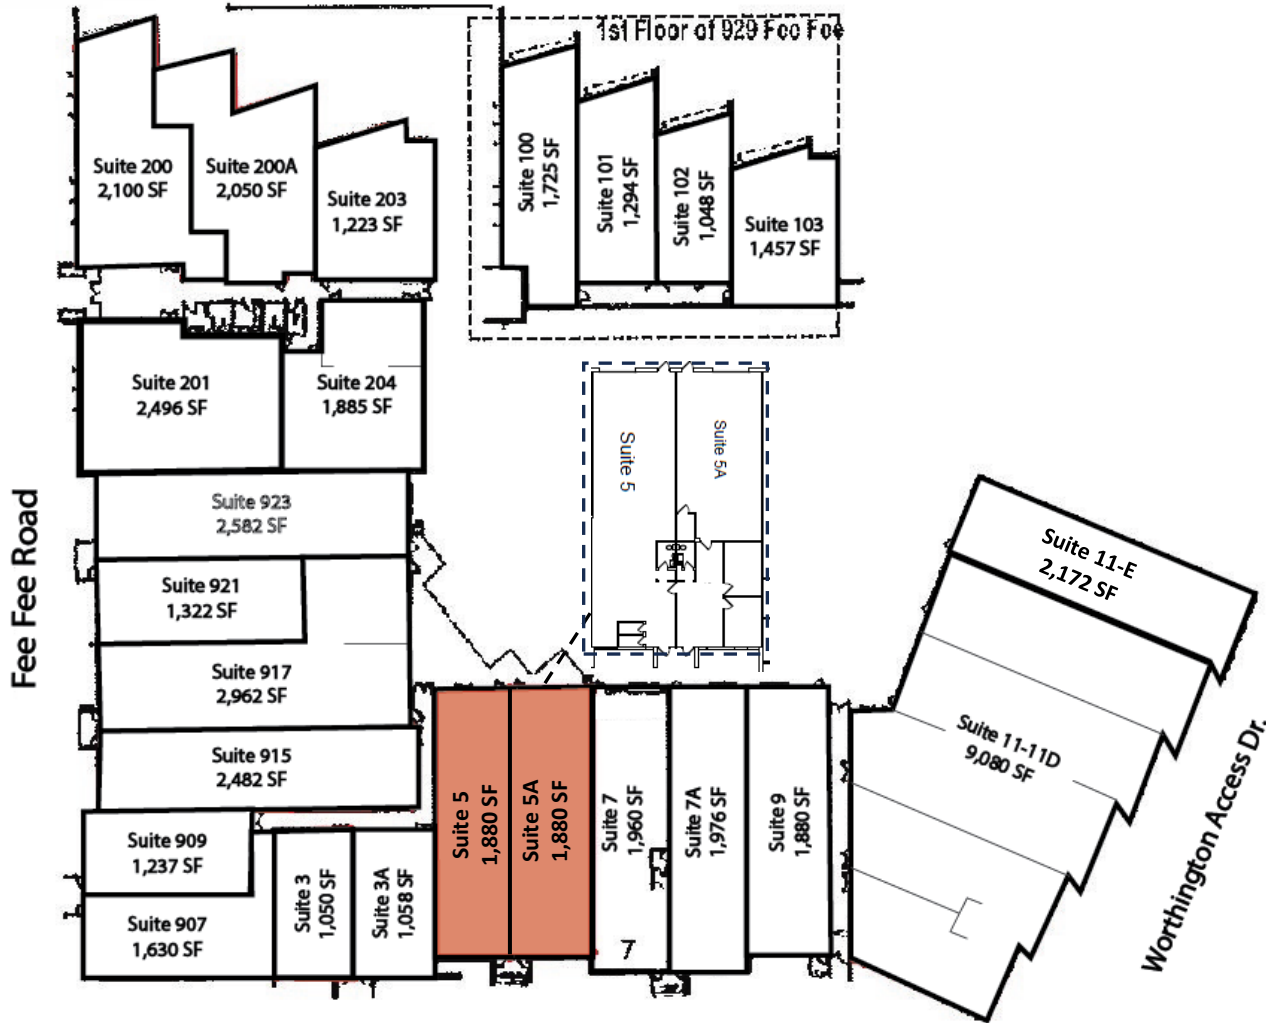 1st Floor of 929 Fee Fee
Suite 200
2,100 SF
Suite 200A
2,050 SF
Suite 203
1,223 SF
Suite 100
1,725 SF
Suite 101
1,294 SF
Suite 102
1,048 SF
Suite 103
1,457 SF
Suite 201
2,496 SF
Suite 204
1,885 SF
Suite 5
Suite 5A
Fee Fee Road
Suite 923
2,582 SF
Suite 921
1,322 SF
Suite 917
2,962 SF
Suite 915
2,482 SF
Suite 909
1,237 SF
Suite 907
1,630 SF
Suite 3
1,050 SF
Suite 3A
1,058 SF
Suite 5
1,880 SF
Suite 5A
1,880 SF
Suite 7
1,960 SF
7
Suite 7A
1,976 SF
Suite 9
1,880 SF
Suite 11-E
2,172 SF
Suite 11-11D
9,080 SF
Worthington Access Dr.